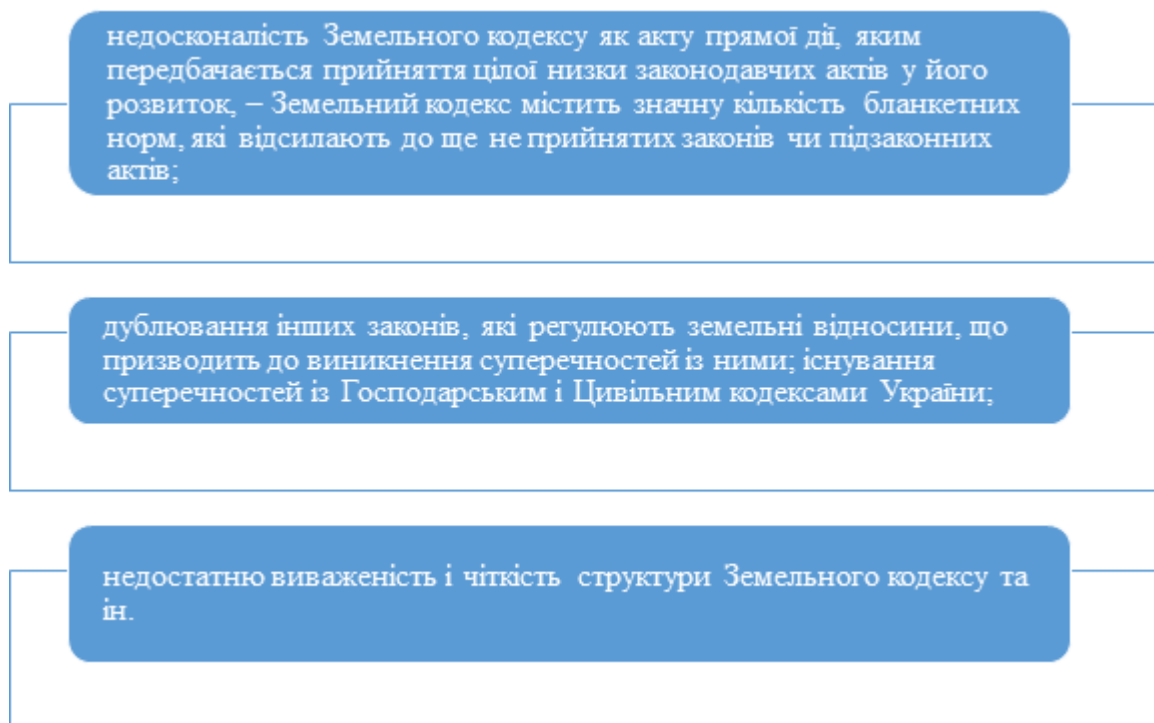 недосконалість Земельного кодексу як акту прямої дії, яким
передбачається прийняття цілої низки законодавчих актів у його
розвиток, – Земельний кодекс містить значну кількість бланкетних
норм, які відсилають до ще не прийнятих законів чи підзаконних
актів;
дублювання інших законів, які регулюють земельні відносини, що
призводить до виникнення суперечностей із ними; існування
суперечностей із Господарським і Цивільним кодексами України;
недостатню виваженість і чіткість структури Земельного кодексу та
ін.